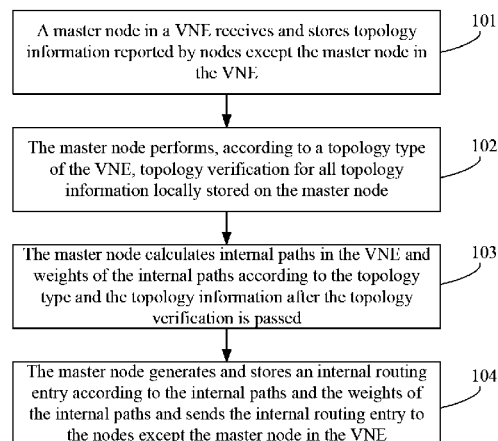 A master node in a VNE receives and stores topology
information reported by nodes except the master node in
the VNE
101
The master node performs, according to a topology
type of the VNE, topology verification for all topology
information locally stored on the master node
102
The master node calculates internal paths in the VNE and
weights of the internal paths according to the topology
type and the topology information after the topology
verification is passed
103
The master node generates and stores an internal routing
entry according to the internal paths and the weights of
the internal paths and sends the internal routing entry to
the nodes except the master node in the VNE
104